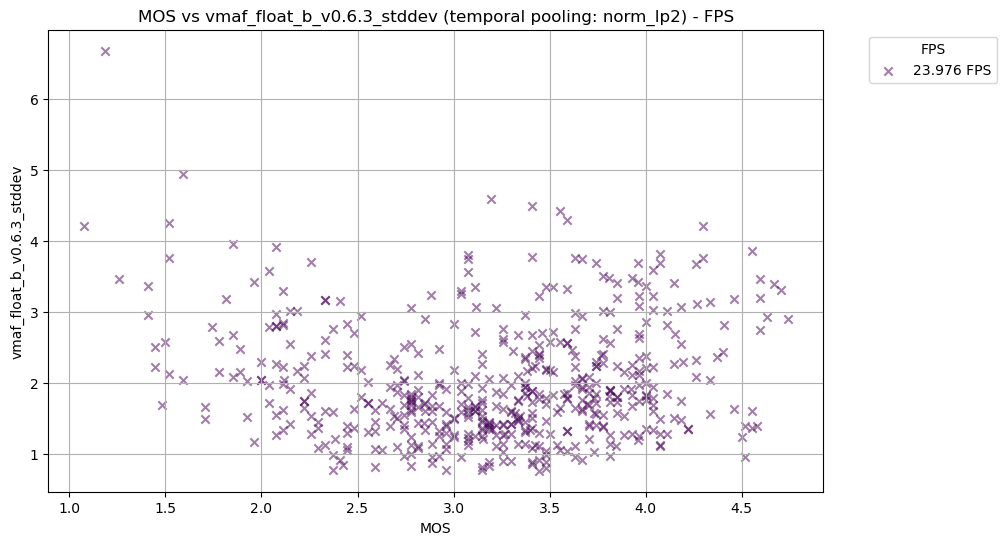 MOS vs vmaf_float_b_v0.6.3_stddev (temporal pooling: norm_lp2) - FPS
FPS
23.976 FPS
vmaf_float_b_v0.6.3_stddev
6
5
4
3
2
1
1.0 1.5 2.0 2.5 3.0 3.5 4.0 4.5
MOS